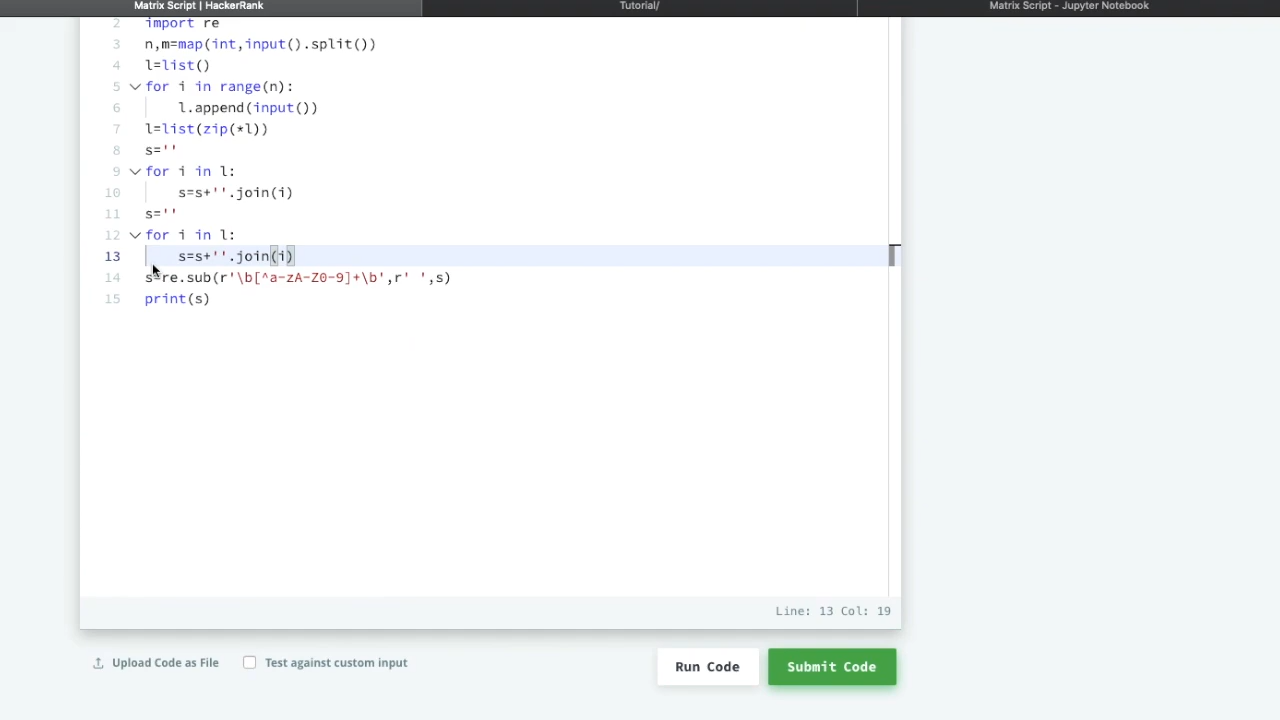 Matrix Script | HackerRank
Tutorial/
Matrix Script - Jupyter Notebook
2 import re
3 n,m=map(int,input().split())
4 l=list()
5 for i in range(n):
6 l.append(input())
7 l=list(zip(*l))
8 s=''
9 for i in l:
10 s=s+''.join(i)
11 s=''
12 for i in l:
13 s=s+''.join(i)
14 s=re.sub(r'\b[^a-zA-Z0-9]+\b',r' ',s)
15 print(s)
Line: 13 Col: 19
Upload Code as File
Test against custom input
Run Code
Submit Code